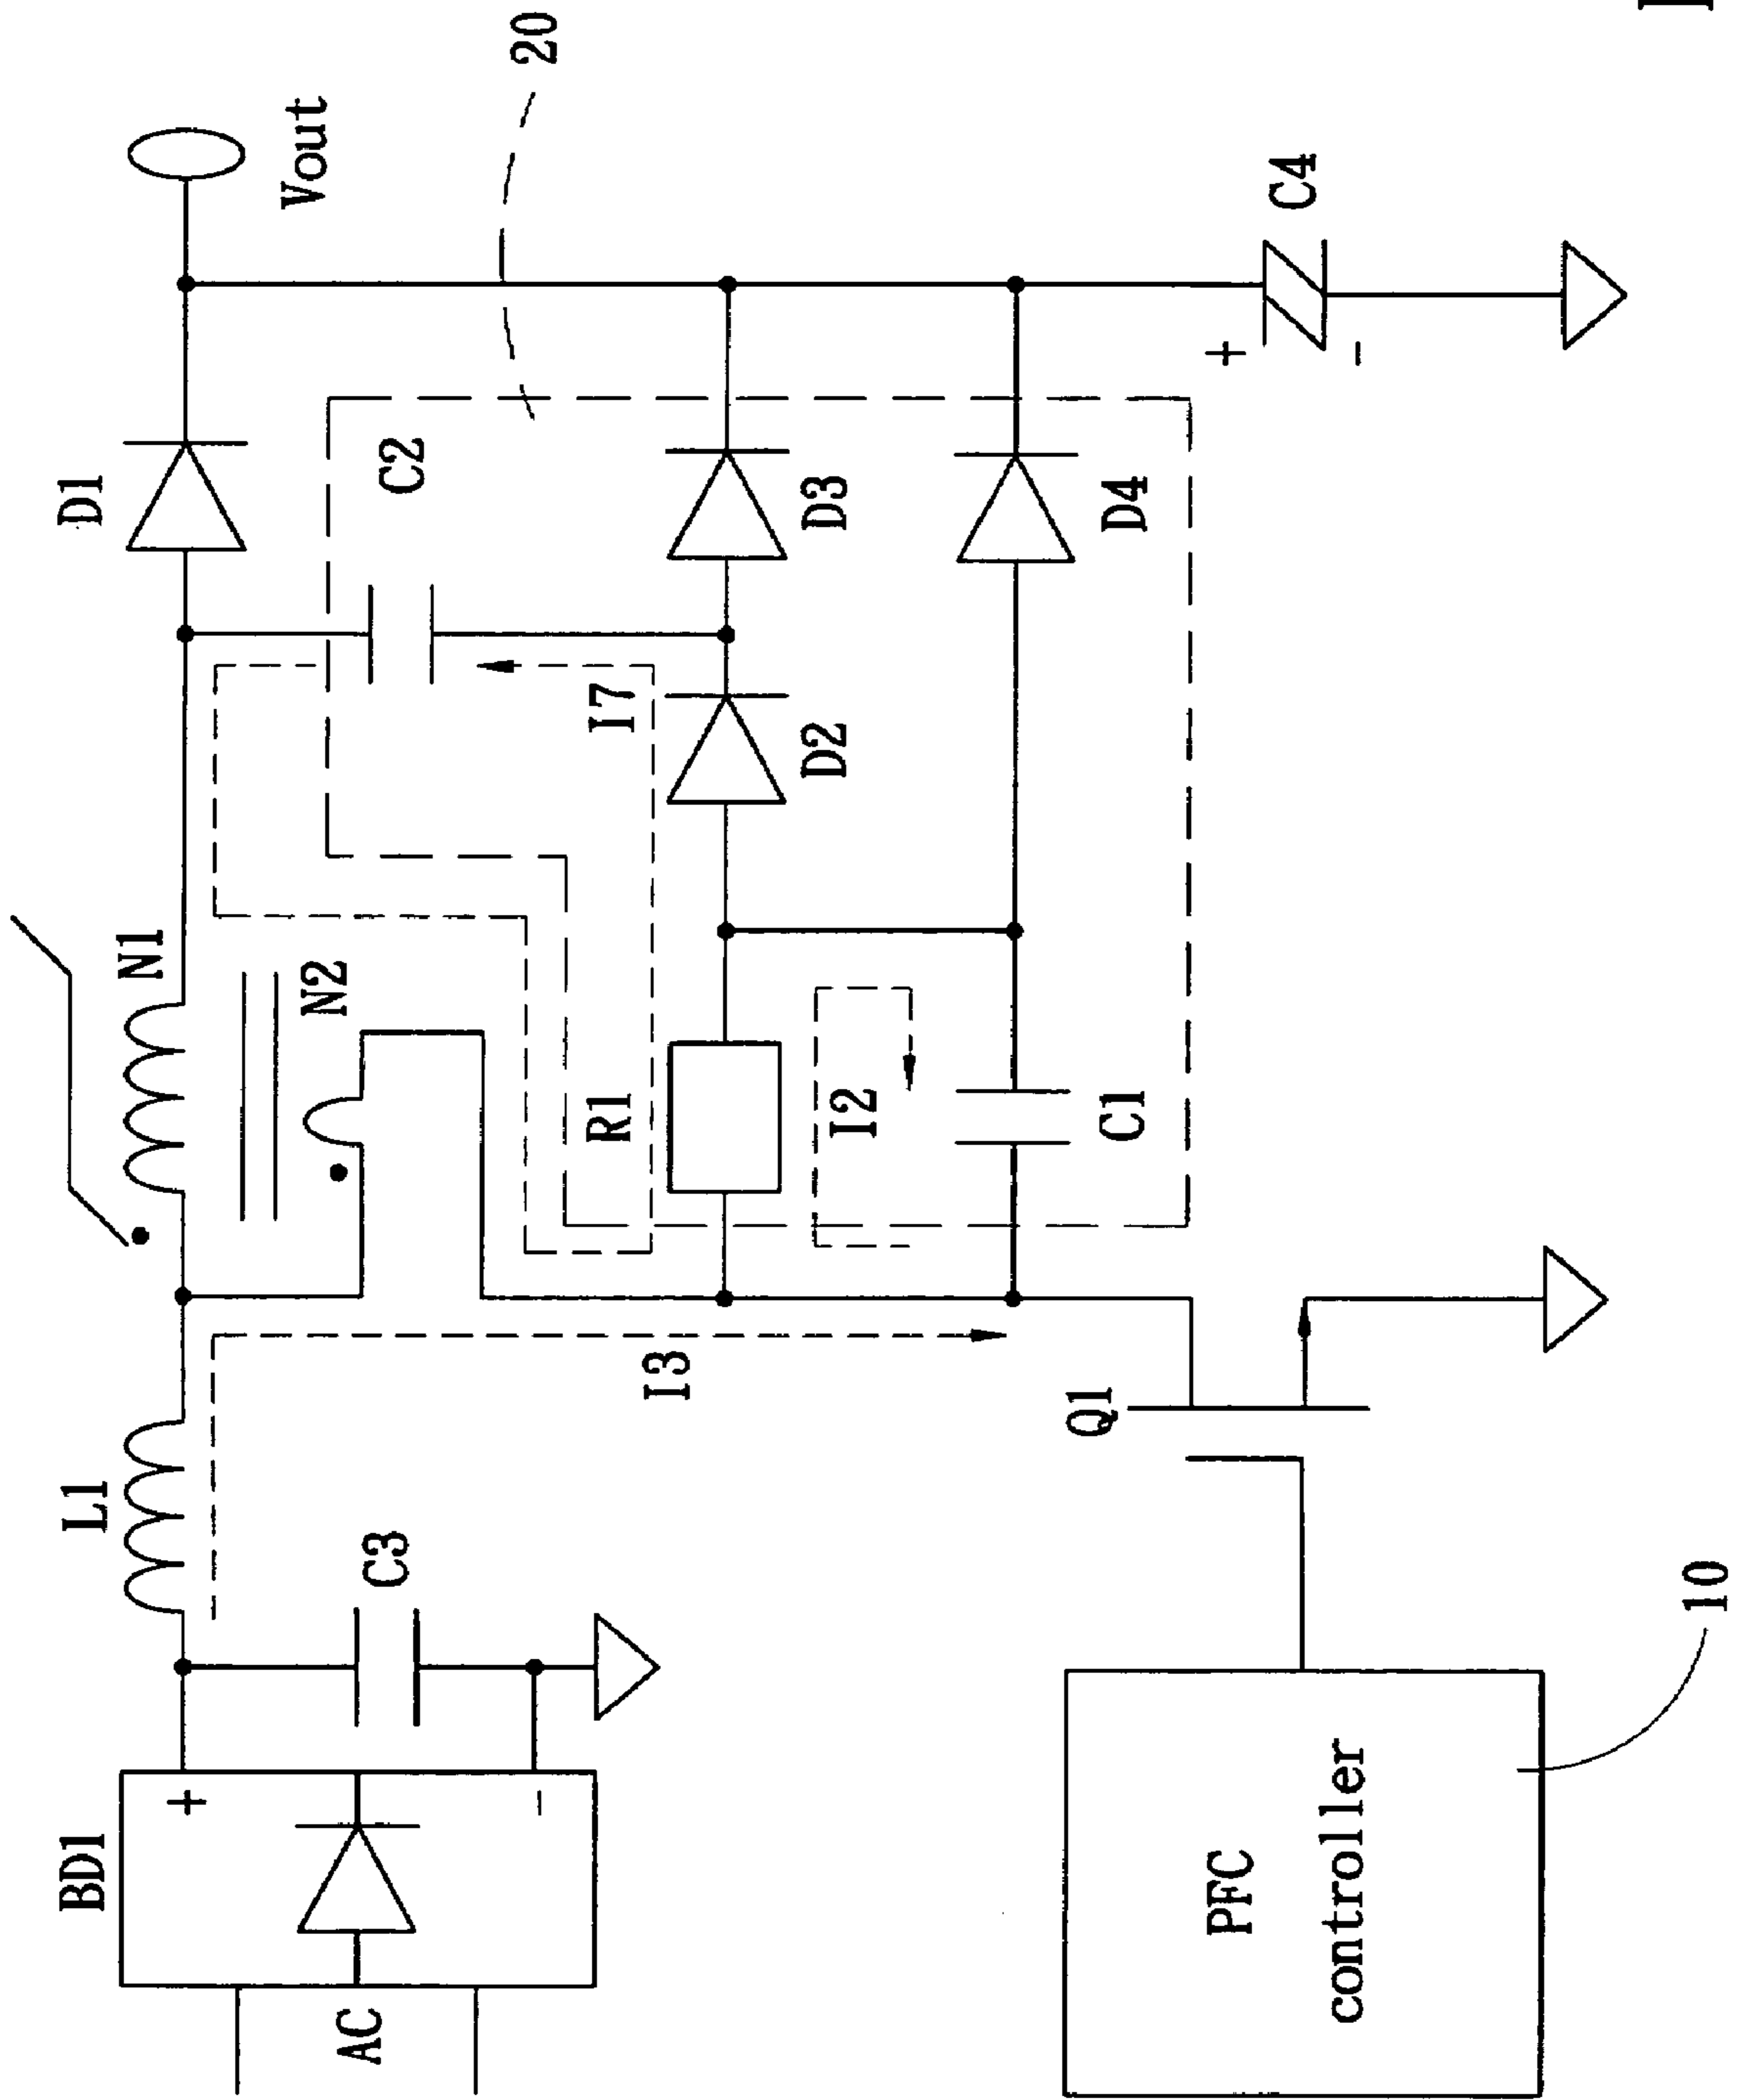 D1
Vout
20
N1
C2
N2
D3
I7
D2
D4
C4
+
-
L1
R1
I2
C1
I3
C3
BD1
+
-
AC
Q1
PFC
controller
10